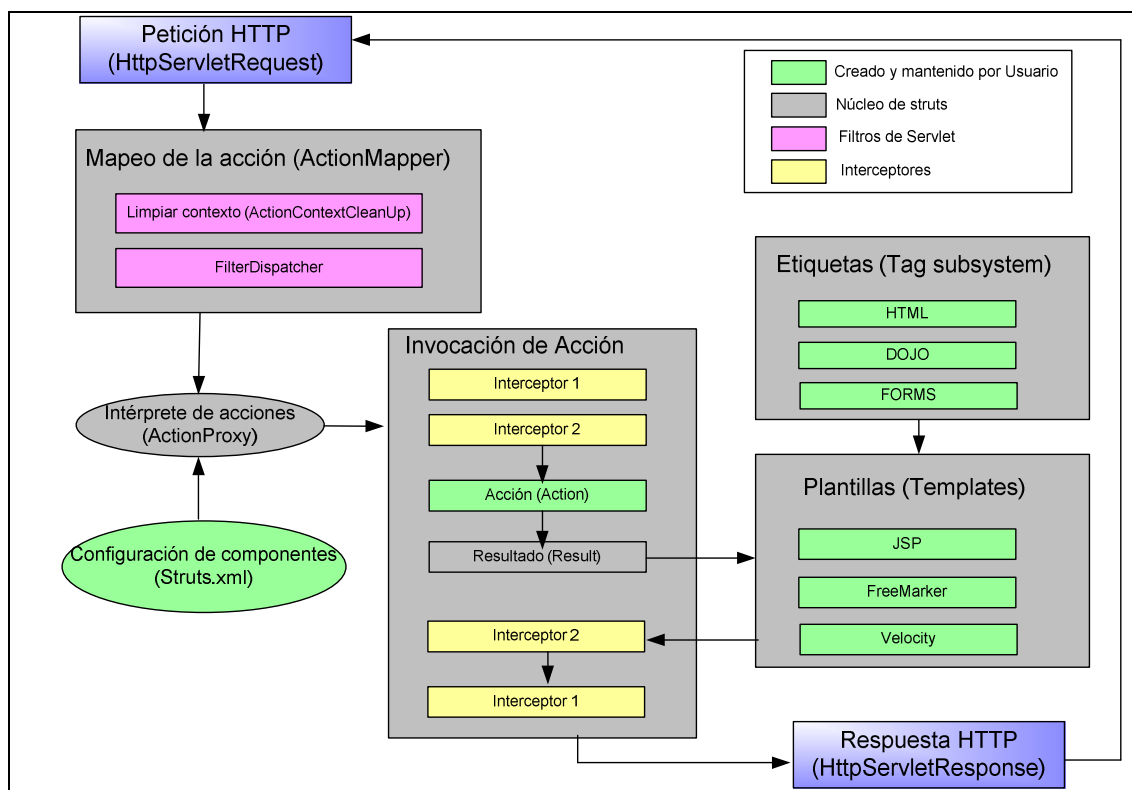 Petición HTTP
(HttpServletRequest)
Creado y mantenido por Usuario
Núcleo de struts
Filtros de Servlet
Interceptores
Mapeo de la acción (ActionMapper)
Limpiar contexto (ActionContextCleanUp)
FilterDispatcher
Etiquetas (Tag subsystem)
HTML
DOJO
FORMS
Intérprete de acciones
(ActionProxy)
Configuración de componentes
(Struts.xml)
Invocación de Acción
Interceptor 1
Interceptor 2
Acción (Action)
Resultado (Result)
Interceptor 2
Interceptor 1
Plantillas (Templates)
JSP
FreeMarker
Velocity
Respuesta HTTP
(HttpServletResponse)